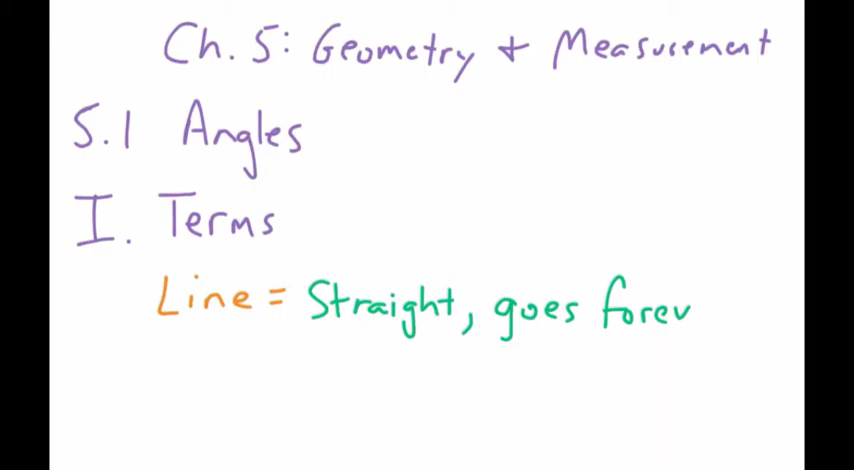 Ch. 5: Geometry + Measurement
5.1 Angles
I. Terms
Line = Straight, goes forev